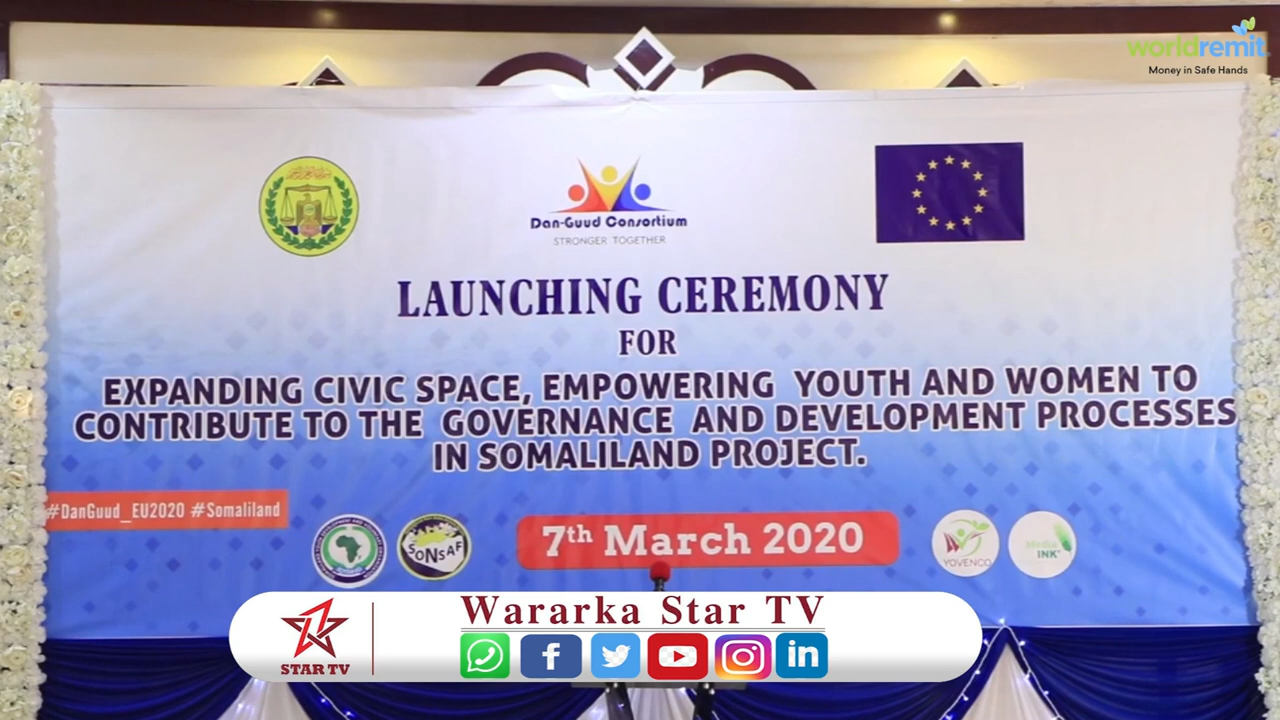 worldremit
Money in Safe Hands
Dan-Guud Consortium
STRONGER TOGETHER
LAUNCHING CEREMONY
FOR
EXPANDING CIVIC SPACE, EMPOWERING YOUTH AND WOMEN TO
CONTRIBUTE TO THE GOVERNANCE AND DEVELOPMENT PROCESSES
IN SOMALILAND PROJECT.
#DanGuud_EU2020 #Somaliland
SONSAF
7th March 2020
YOVENCO
Media
INK
Wararka Star TV
STAR TV